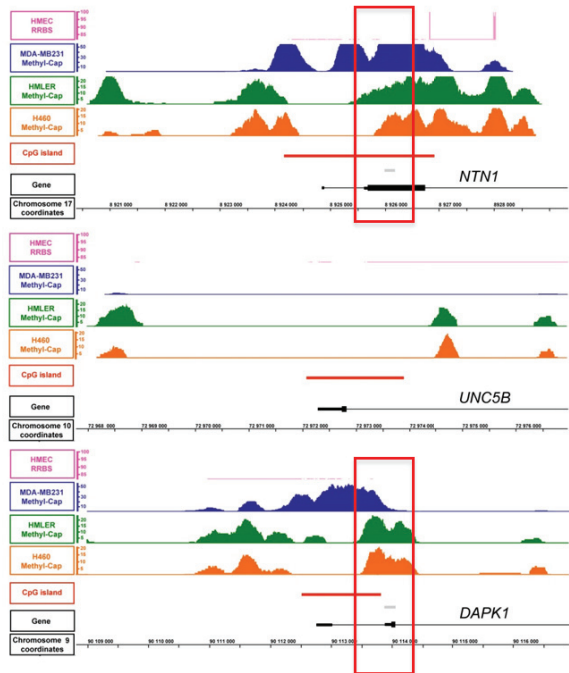 HMEC
RRBS
MDA-MB231
Methyl-Cap
HMLER
Methyl-Cap
H460
Methyl-Cap
CpG island
Gene
NTN1
Chromosome 17
coordinates
8 921 000
8 922 000
8 923 000
8 924 000
8 925 000
8 926 000
8 927 000
8928 000
HMEC
RRBS
MDA-MB231
Methyl-Cap
HMLER
Methyl-Cap
H460
Methyl-Cap
CpG island
Gene
UNC5B
Chromosome 10
coordinates
72 968 000
72 969 000
72 970 000
72 971 000
72 972 000
72 973 000
72 974 000
72 975 000
72 976 000
HMEC
RRBS
MDA-MB231
Methyl-Cap
HMLER
Methyl-Cap
H460
Methyl-Cap
CpG island
Gene
DAPK1
Chromosome 9
coordinates
90 109 000
90 110 000
90 111 000
90 112 000
90 113 000
90 114 000
90 115 000
90 116 000